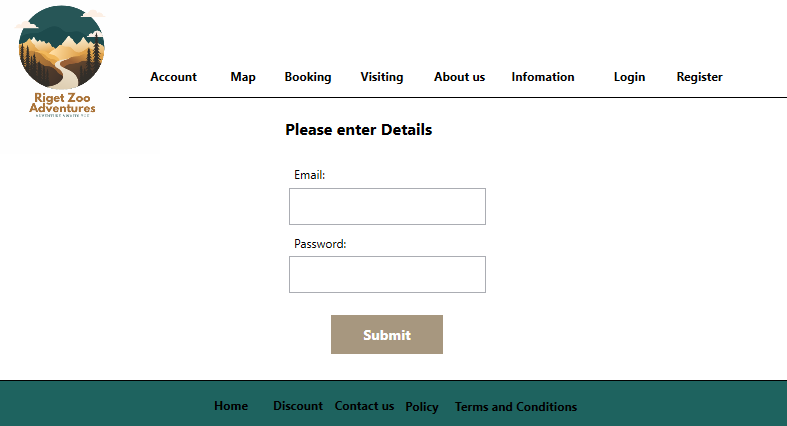 Riget Zoo
Adventures
Account Map Booking Visiting About us Infomation Login Register
Please enter Details
Email:
Password:
Submit
Home Discount Contact us Policy Terms and Conditions